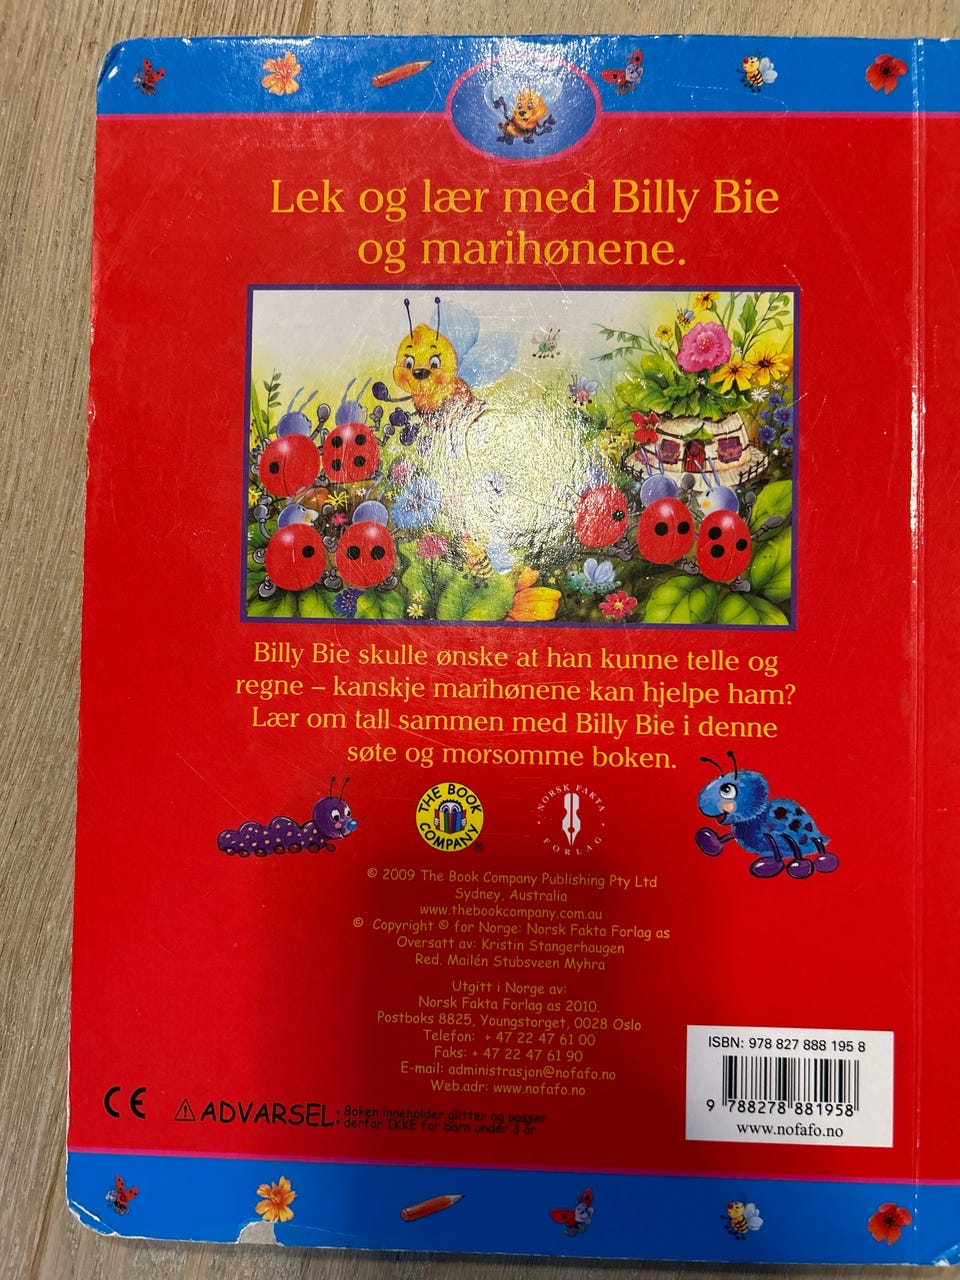 Lek og lær med Billy Bie
og marihønene.
Billy Bie skulle ønske at han kunne telle og
regne – kanskje marihønene kan hjelpe ham?
Lær om tall sammen med Billy Bie i denne
søte og morsomme boken.
THE BOOK COMPANY ®
NORSK FAKTA FORLAG
© 2009 The Book Company Publishing Pty Ltd
Sydney, Australia
www.thebookcompany.com.au
© Copyright © for Norge: Norsk Fakta Forlag as
Oversatt av: Kristin Stangerhaugen
Red. Mailén Stubsveen Myhra
Utgitt i Norge av:
Norsk Fakta Forlag as 2010.
Postboks 8825, Youngstorget, 0028 Oslo
Telefon: + 47 22 47 61 00
Faks: + 47 22 47 61 90
E-mail: administrasjon@nofafo.no
Web.adr: www.nofafo.no
CE ADVARSEL: Boken inneholder glitter og passer
derfor IKKE for barn under 3 år.
ISBN: 978 827 888 195 8
9 788278 881958
www.nofafo.no